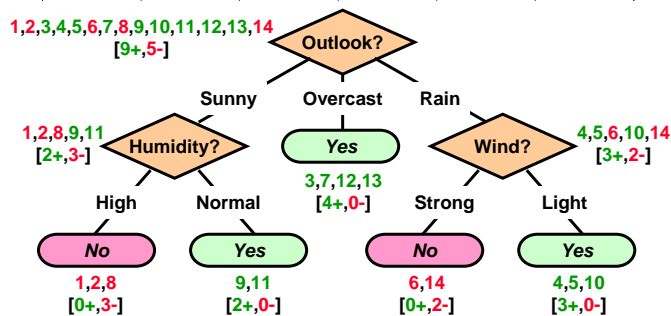 1,2,3,4,5,6,7,8,9,10,11,12,13,14
[9+,5-]
Outlook?
Sunny Overcast Rain
1,2,8,9,11
[2+,3-]
Humidity?
Yes
3,7,12,13
[4+,0-]
Wind?
4,5,6,10,14
[3+,2-]
High Normal Strong Light
No Yes No Yes
1,2,8 9,11 6,14 4,5,10
[0+,3-] [2+,0-] [0+,2-] [3+,0-]